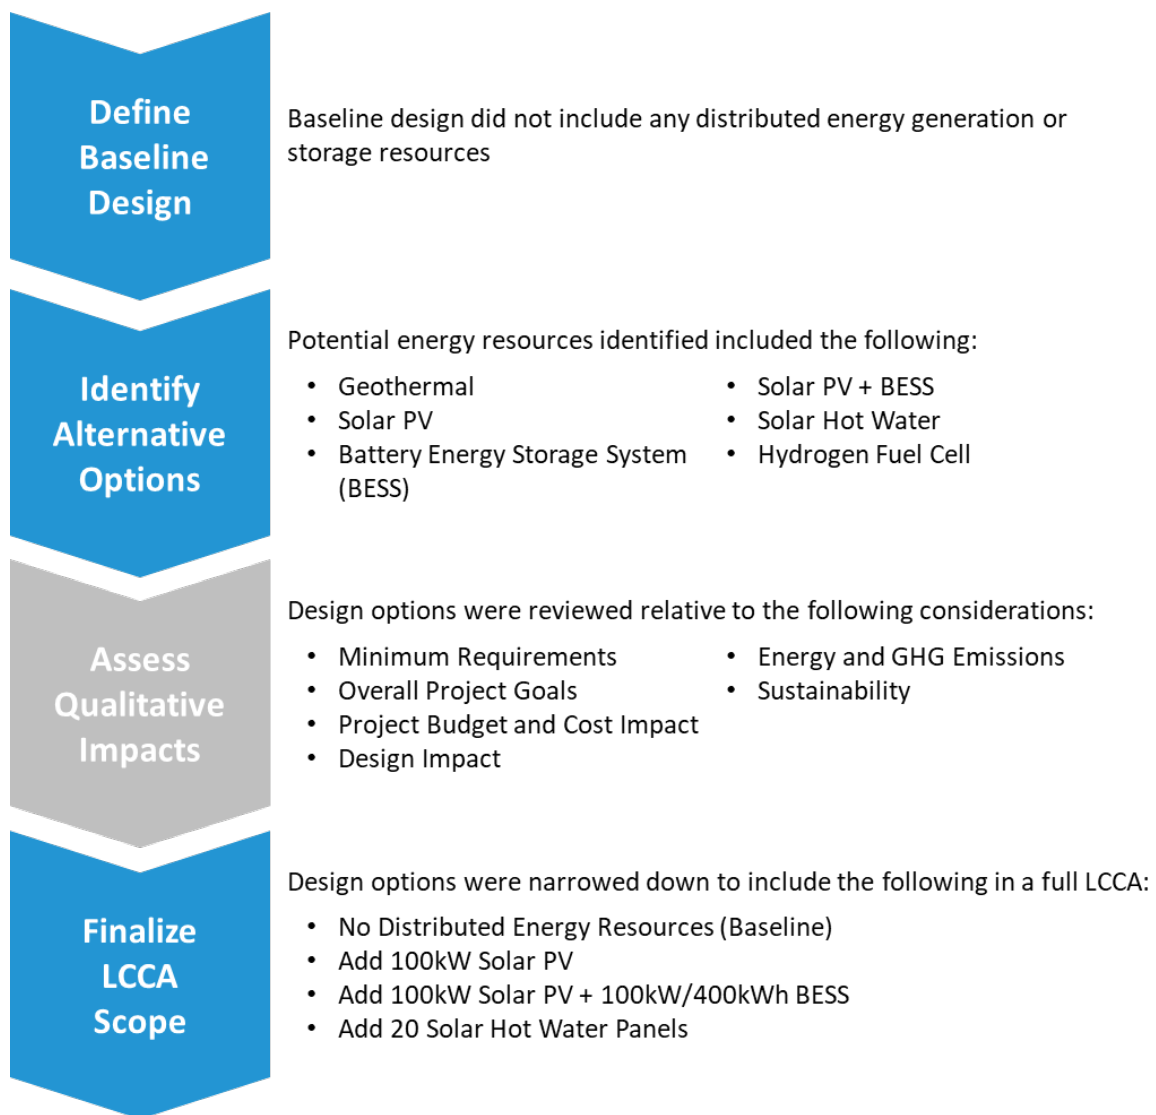 Define
Baseline
Design
Baseline design did not include any distributed energy generation or
storage resources
Identify
Alternative
Options
Potential energy resources identified included the following:
• Geothermal
• Solar PV
• Battery Energy Storage System
(BESS)
• Solar PV + BESS
• Solar Hot Water
• Hydrogen Fuel Cell
Assess
Qualitative
Impacts
Design options were reviewed relative to the following considerations:
• Minimum Requirements
• Overall Project Goals
• Project Budget and Cost Impact
• Design Impact
• Energy and GHG Emissions
• Sustainability
Finalize
LCCA
Scope
Design options were narrowed down to include the following in a full LCCA:
• No Distributed Energy Resources (Baseline)
• Add 100kW Solar PV
• Add 100kW Solar PV + 100kW/400kWh BESS
• Add 20 Solar Hot Water Panels